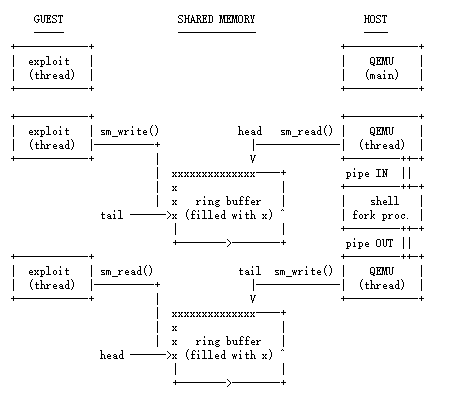 GUEST SHARED MEMORY HOST
exploit QEMU
(thread) (main)
exploit sm_write() head sm_read() QEMU
(thread) (thread)
V
xxxxxxxxxxxxxx pipe IN
x shell
x ring buffer fork proc.
tail >x (filled with x) ^
> pipe OUT
exploit sm_read() tail sm_write() QEMU
(thread) (thread)
V
xxxxxxxxxxxxxx
x
x ring buffer
head >x (filled with x) ^
>